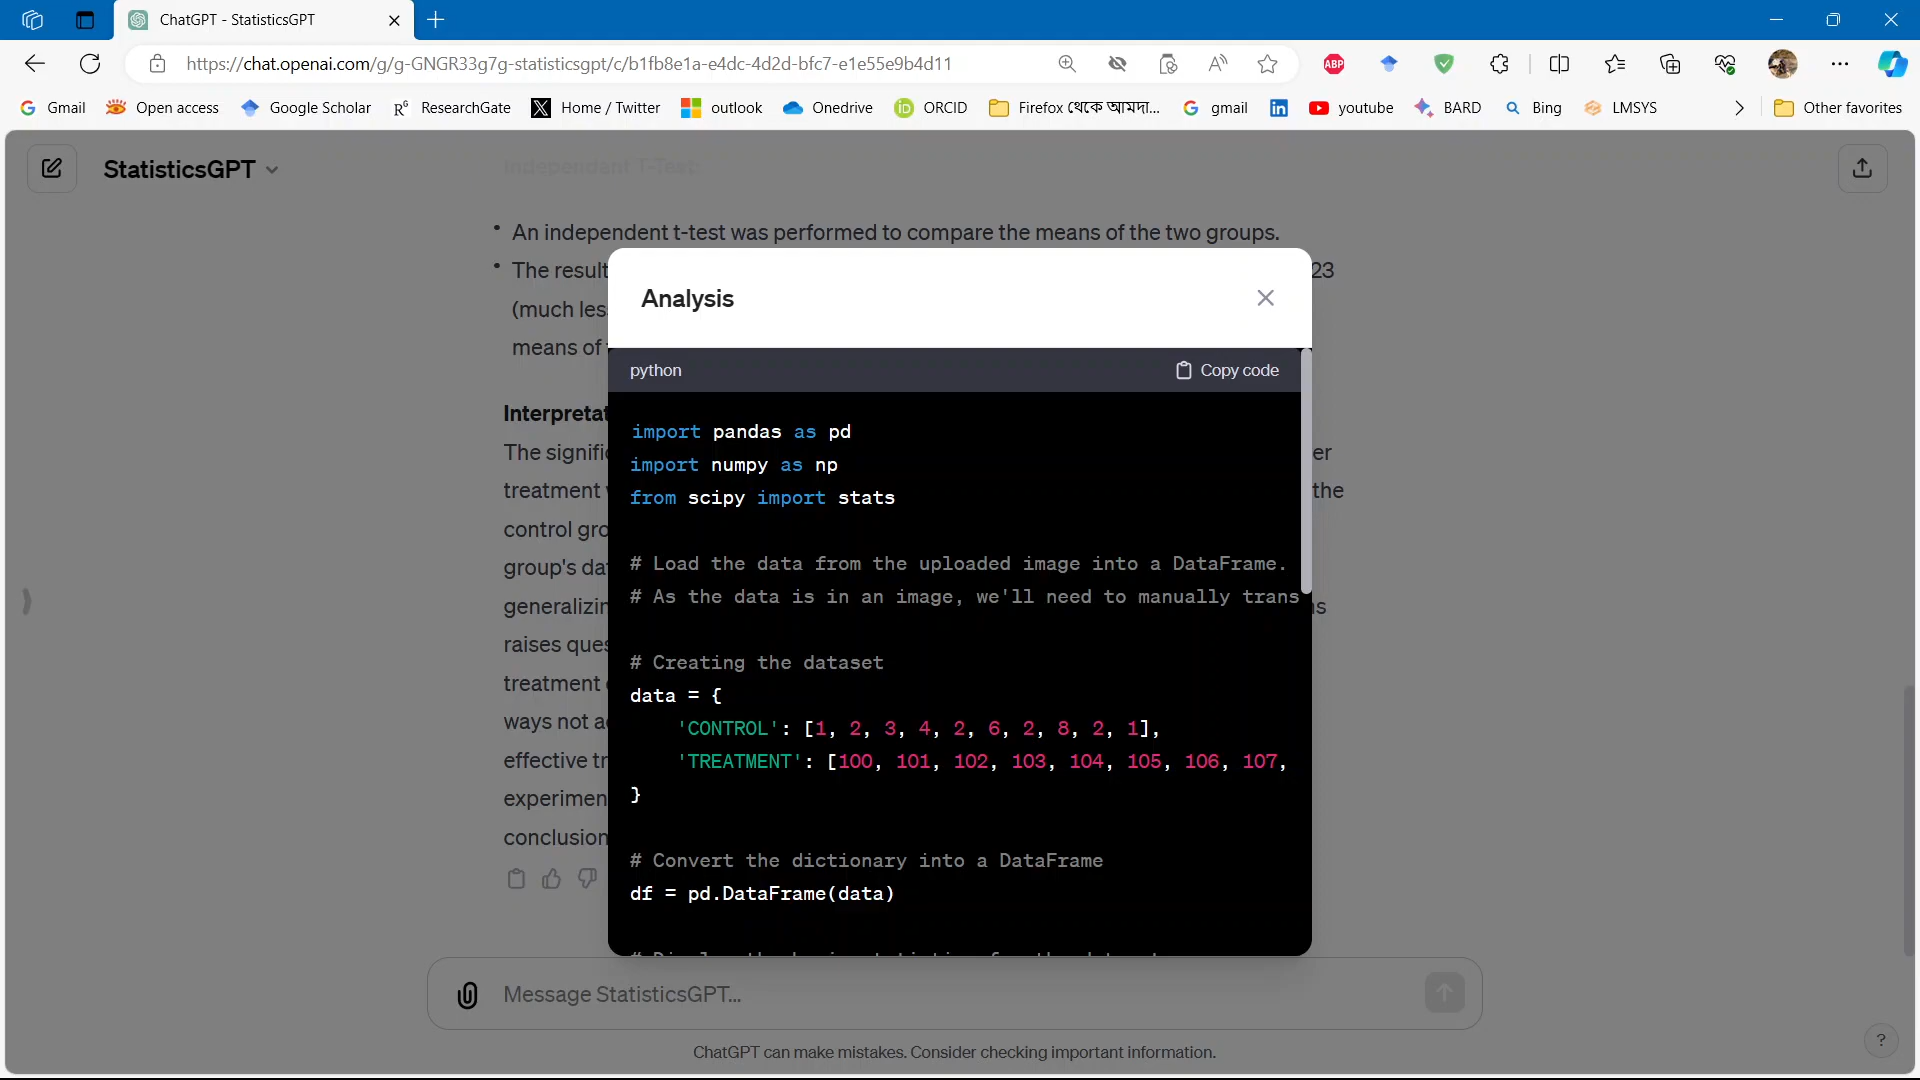 ChatGPT - StatisticsGPT
https://chat.openai.com/g/g-GNGR33g7g-statisticsgpt/c/b1fb8e1a-e4dc-4d2d-bfc7-e1e55e9b4d11
ABP
Gmail Open access Google Scholar RG ResearchGate Home / Twitter outlook Onedrive iD ORCID Firefox থেকে আমদা... gmail in youtube BARD Bing LMSYS Other favorites
StatisticsGPT
Independent T-Test:
An independent t-test was performed to compare the means of the two groups.
The result 23
(much les
means of
Interpreta
The signifi er
treatment the
control gro
group's da
generalizin
raises ques
treatment
ways not a
effective tr
experimen
conclusion
Analysis
python Copy code
import pandas as pd
import numpy as np
from scipy import stats
# Load the data from the uploaded image into a DataFrame.
# As the data is in an image, we'll need to manually trans
# Creating the dataset
data = {
'CONTROL': [1, 2, 3, 4, 2, 6, 2, 8, 2, 1],
'TREATMENT': [100, 101, 102, 103, 104, 105, 106, 107,
}
# Convert the dictionary into a DataFrame
df = pd.DataFrame(data)
Message StatisticsGPT...
ChatGPT can make mistakes. Consider checking important information.
?